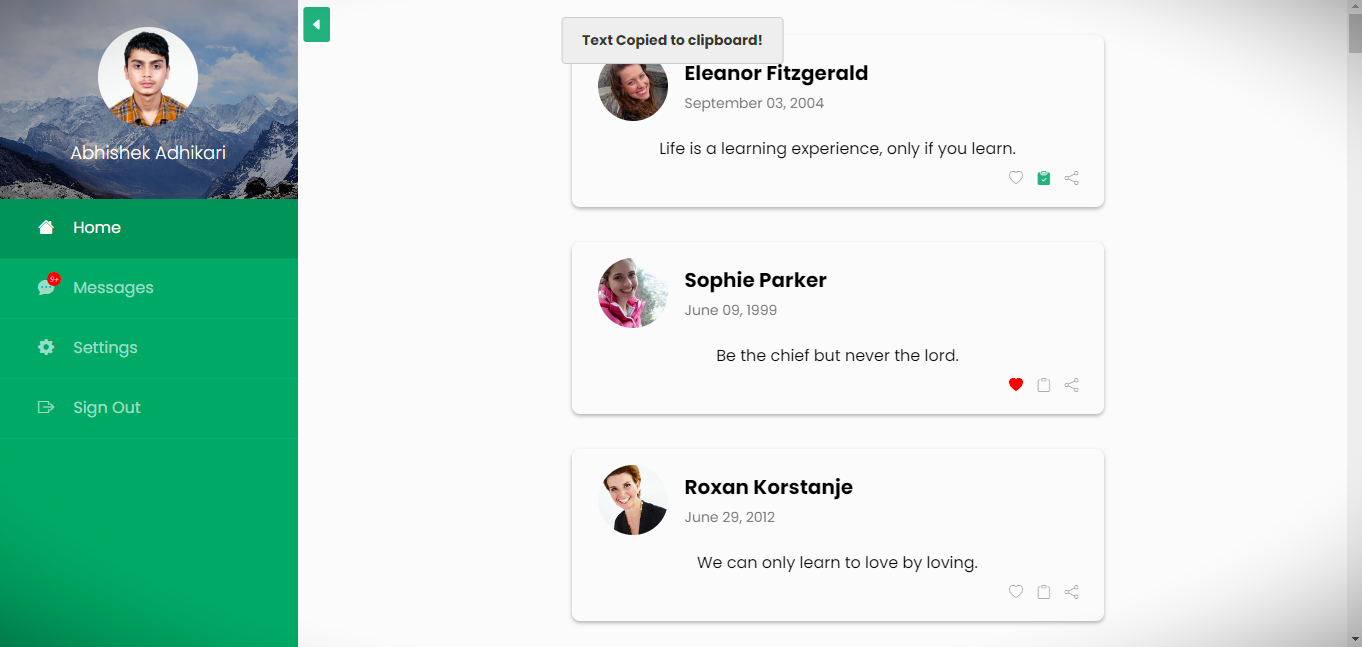 Abhishek Adhikari
Home
9+
Messages
Settings
Sign Out
Text Copied to clipboard!
Eleanor Fitzgerald
September 03, 2004
Life is a learning experience, only if you learn.
Sophie Parker
June 09, 1999
Be the chief but never the lord.
Roxan Korstanje
June 29, 2012
We can only learn to love by loving.